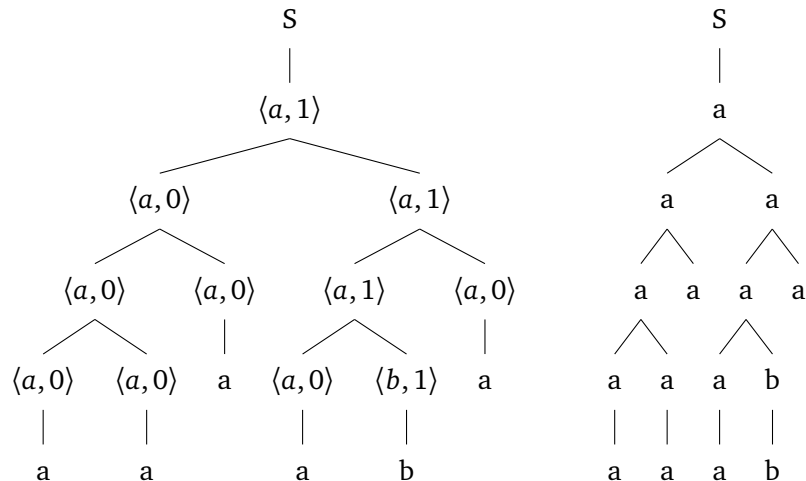 S S
⟨a, 1⟩ a
⟨a, 0⟩ ⟨a, 1⟩ a a
⟨a, 0⟩ ⟨a, 0⟩ ⟨a, 1⟩ ⟨a, 0⟩ a a a a
⟨a, 0⟩ ⟨a, 0⟩ a ⟨a, 0⟩ ⟨b, 1⟩ a a a a b
a a a b a a a b